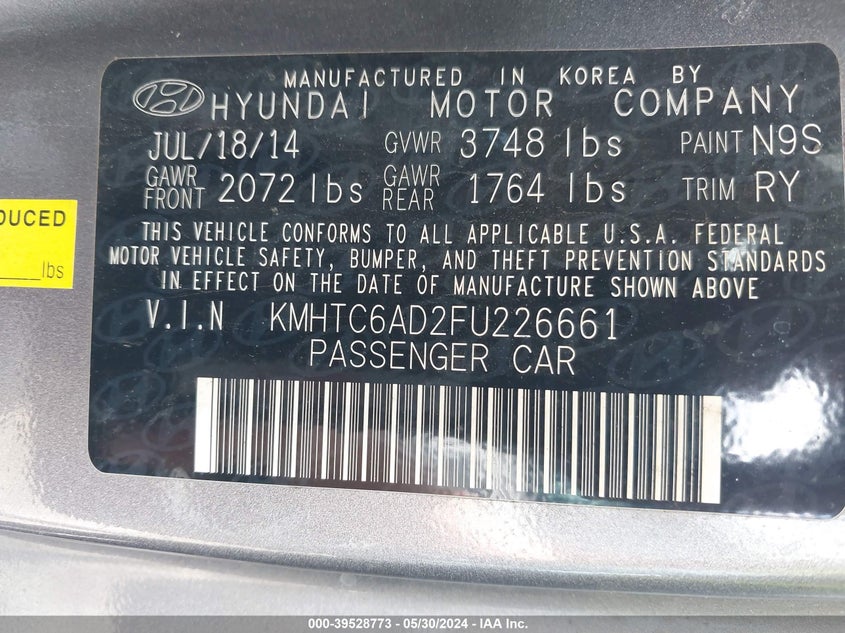 MANUFACTURED IN KOREA BY
HYUNDAI MOTOR COMPANY
JUL/18/14 GVWR 3748 lbs PAINT N9S
GAWR FRONT 2072 lbs GAWR REAR 1764 lbs TRIM RY
THIS VEHICLE CONFORMS TO ALL APPLICABLE U.S.A. FEDERAL
MOTOR VEHICLE SAFETY, BUMPER, AND THEFT PREVENTION STANDARDS
IN EFFECT ON THE DATE OF MANUFACTURE SHOWN ABOVE
V.I.N KMHTC6AD2FU226661
PASSENGER CAR
DUCED
lbs
000-39528773 - 05/30/2024 - IAA Inc.